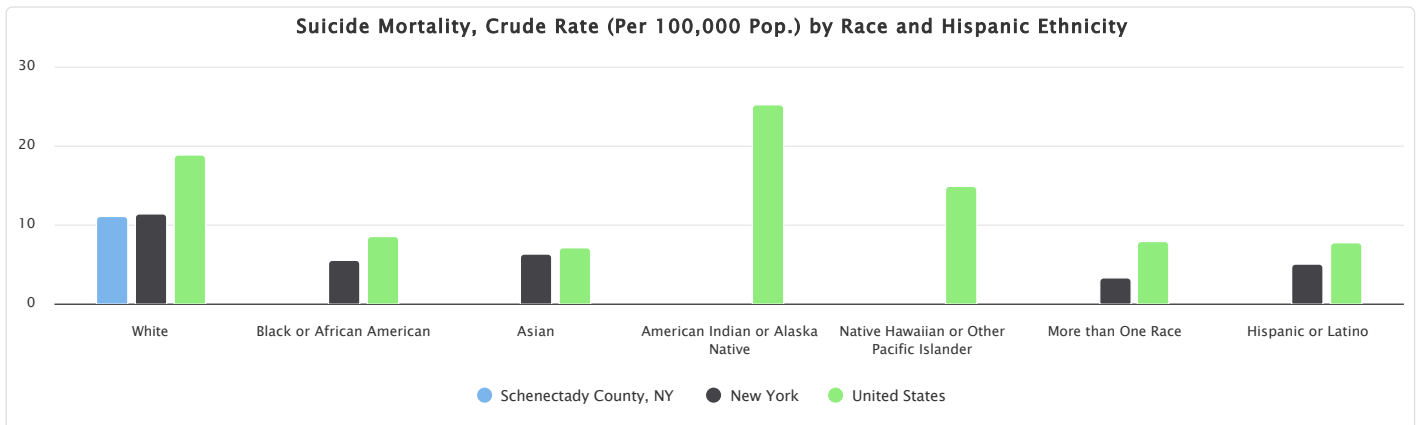 Suicide Mortality, Crude Rate (Per 100,000 Pop.) by Race and Hispanic Ethnicity
30
20
10
0
White
Black or African American
Asian
American Indian or Alaska
Native
Native Hawaiian or Other
Pacific Islander
More than One Race
Hispanic or Latino
Schenectady County, NY
New York
United States